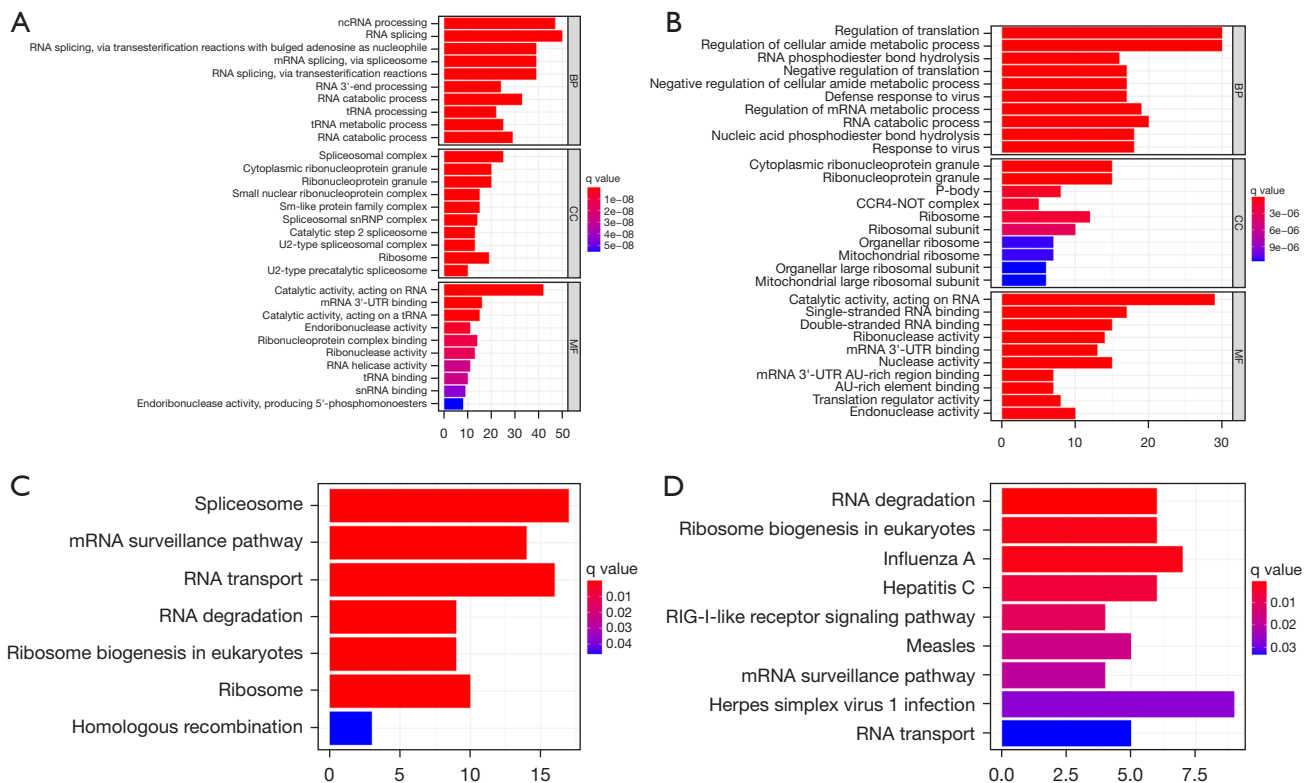 A
ncRNA processing
RNA splicing
RNA splicing, via transesterification reactions with bulged adenosine as nucleophile
mRNA splicing, via spliceosome
RNA splicing, via transesterification reactions
RNA 3'-end processing
RNA catabolic process
tRNA processing
tRNA metabolic process
RNA catabolic process
BP
Spliceosomal complex
Cytoplasmic ribonucleoprotein granule
Ribonucleoprotein granule
Small nuclear ribonucleoprotein complex
Sm-like protein family complex
Spliceosomal snRNP complex
Catalytic step 2 spliceosome
U2-type spliceosomal complex
Ribosome
U2-type precatalytic spliceosome
CC
Catalytic activity, acting on RNA
mRNA 3'-UTR binding
Catalytic activity, acting on a tRNA
Endoribonuclease activity
Ribonucleoprotein complex binding
Ribonuclease activity
RNA helicase activity
tRNA binding
snRNA binding
Endoribonuclease activity, producing 5'-phosphomonoesters
MF
0 10 20 30 40 50
q value
1e-08
2e-08
3e-08
4e-08
5e-08
B
Regulation of translation
Regulation of cellular amide metabolic process
RNA phosphodiester bond hydrolysis
Negative regulation of translation
Negative regulation of cellular amide metabolic process
Defense response to virus
Regulation of mRNA metabolic process
RNA catabolic process
Nucleic acid phosphodiester bond hydrolysis
Response to virus
BP
Cytoplasmic ribonucleoprotein granule
Ribonucleoprotein granule
P-body
CCR4-NOT complex
Ribosome
Ribosomal subunit
Organellar ribosome
Mitochondrial ribosome
Organellar large ribosomal subunit
Mitochondrial large ribosomal subunit
CC
Catalytic activity, acting on RNA
Single-stranded RNA binding
Double-stranded RNA binding
Ribonuclease activity
mRNA 3'-UTR binding
Nuclease activity
mRNA 3'-UTR AU-rich region binding
AU-rich element binding
Translation regulator activity
Endonuclease activity
MF
0 10 20 30
q value
3e-06
6e-06
9e-06
C
Spliceosome
mRNA surveillance pathway
RNA transport
RNA degradation
Ribosome biogenesis in eukaryotes
Ribosome
Homologous recombination
0 5 10 15
q value
0.01
0.02
0.03
0.04
D
RNA degradation
Ribosome biogenesis in eukaryotes
Influenza A
Hepatitis C
RIG-I-like receptor signaling pathway
Measles
mRNA surveillance pathway
Herpes simplex virus 1 infection
RNA transport
0.0 2.5 5.0 7.5
q value
0.01
0.02
0.03